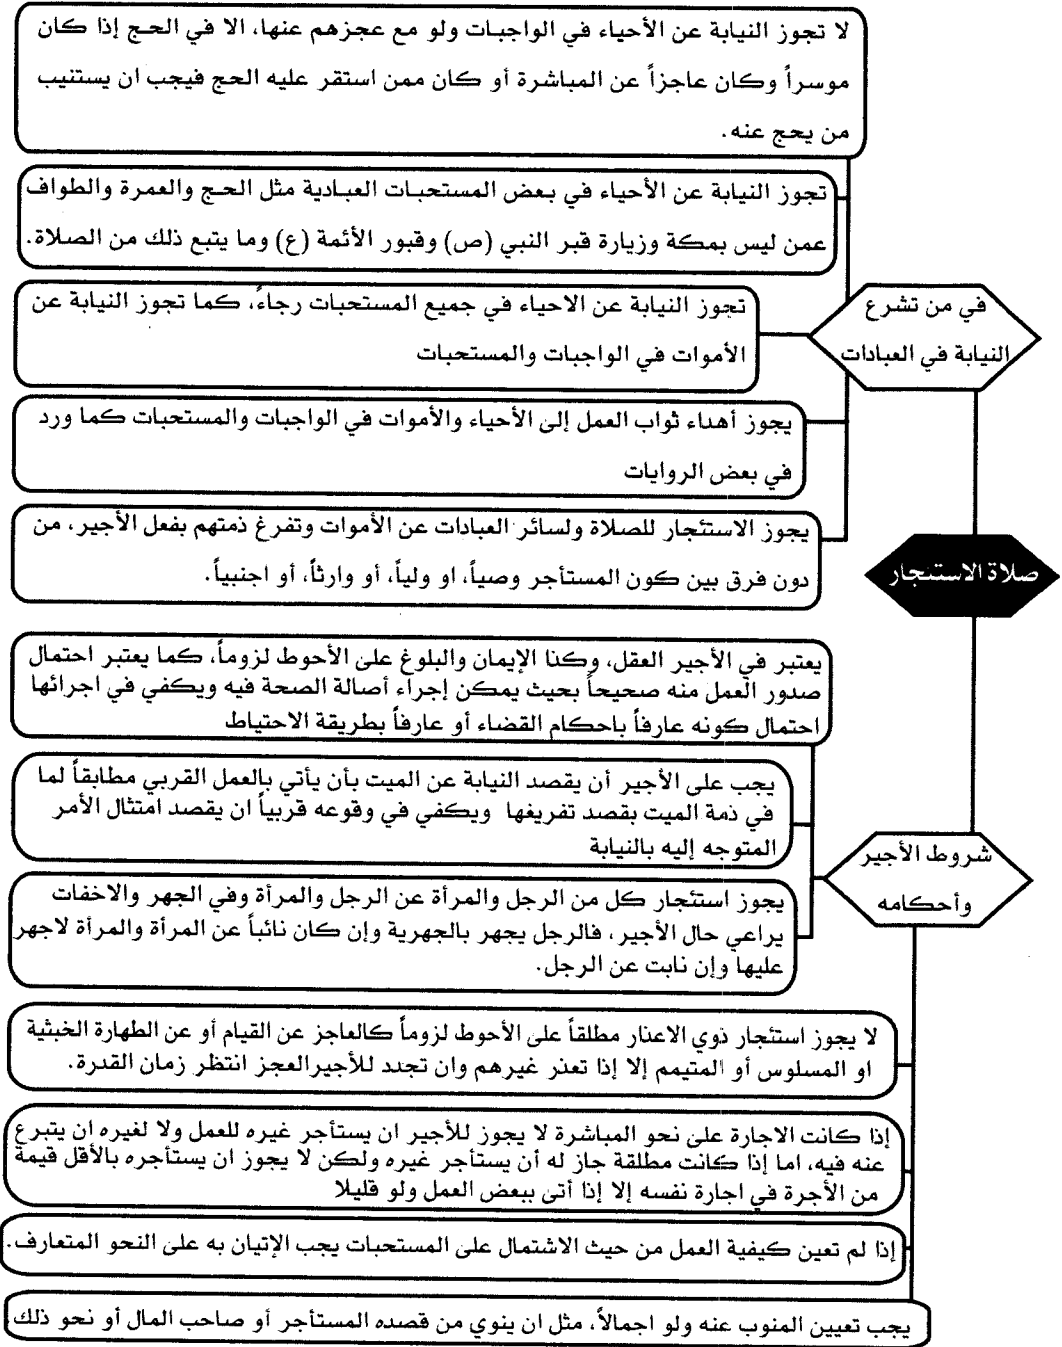 صلاة الاستئجار
في من تشرع
النيابة في العبادات
لا تجوز النيابة عن الأحياء في الواجبات ولو مع عجزهم عنها، الا في الحج إذا كان
موسراً وكان عاجزاً عن المباشرة أو كان ممن استقر عليه الحج فيجب ان يستنيب
من يحج عنه.
تجوز النيابة عن الأحياء في بعض المستحبات العبادية مثل الحج والعمرة والطواف
عمن ليس بمكة وزيارة قبر النبي (ص) وقبور الأئمة (ع) وما يتبع ذلك من الصلاة.
تجوز النيابة عن الاحياء في جميع المستحبات رجاءً، كما تجوز النيابة عن
الأموات في الواجبات والمستحبات
يجوز أهداء ثواب العمل إلى الأحياء والأموات في الواجبات والمستحبات كما ورد
في بعض الروايات
يجوز الاستئجار للصلاة ولسائر العبادات عن الأموات وتفرغ ذمتهم بفعل الأجير، من
دون فرق بين كون المستأجر وصياً، او ولياً، أو وارثاً، أو اجنبياً.
شروط الأجير
وأحكامه
يعتبر في الأجير العقل، وكذا الإيمان والبلوغ على الأحوط لزوماً، كما يعتبر احتمال
صدور العمل منه صحيحاً بحيث يمكن إجراء أصالة الصحة فيه ويكفي في اجرائها
احتمال كونه عارفاً باحكام القضاء أو عارفاً بطريقة الاحتياط
يجب على الأجير أن يقصد النيابة عن الميت بأن يأتي بالعمل القربي مطابقاً لما
في ذمة الميت بقصد تفريغها ويكفي في وقوعه قربياً ان يقصد امتثال الأمر
المتوجه إليه بالنيابة
يجوز استئجار كل من الرجل والمرأة عن الرجل والمرأة وفي الجهر والاخفات
يراعي حال الأجير، فالرجل يجهر بالجهرية وإن كان نائباً عن المرأة والمرأة لاجهر
عليها وإن نابت عن الرجل.
لا يجوز استئجار ذوي الاعذار مطلقاً على الأحوط لزوماً كالعاجز عن القيام أو عن الطهارة الخبثية
او المسلوس أو المتيمم إلا إذا تعذر غيرهم وان تجدد للأجيرالعجز انتظر زمان القدرة.
إذا كانت الاجارة على نحو المباشرة لا يجوز للأجير ان يستأجر غيره للعمل ولا لغيره ان يتبرع
عنه فيه، اما إذا كانت مطلقة جاز له أن يستأجر غيره ولكن لا يجوز ان يستأجره بالأقل قيمة
من الأجرة في اجارة نفسه إلا إذا أتى ببعض العمل ولو قليلا
إذا لم تعين كيفية العمل من حيث الاشتمال على المستحبات يجب الإتيان به على النحو المتعارف.
يجب تعيين المنوب عنه ولو اجمالاً، مثل ان ينوي من قصده المستأجر أو صاحب المال أو نحو ذلك.